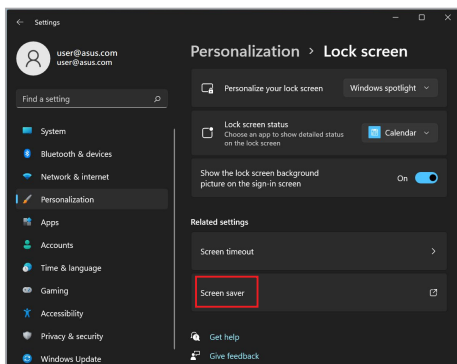 Settings
user@asus.com
user@asus.com
Find a setting
System
Bluetooth & devices
Network & internet
Personalization
Apps
Accounts
Time & language
Gaming
Accessibility
Privacy & security
Windows Update
Personalization > Lock screen
Personalize your lock screen
Windows spotlight
Lock screen status
Choose an app to show detailed status
on the lock screen
Calendar
Show the lock screen background
picture on the sign-in screen
On
Related settings
Screen timeout
Screen saver
Get help
Give feedback